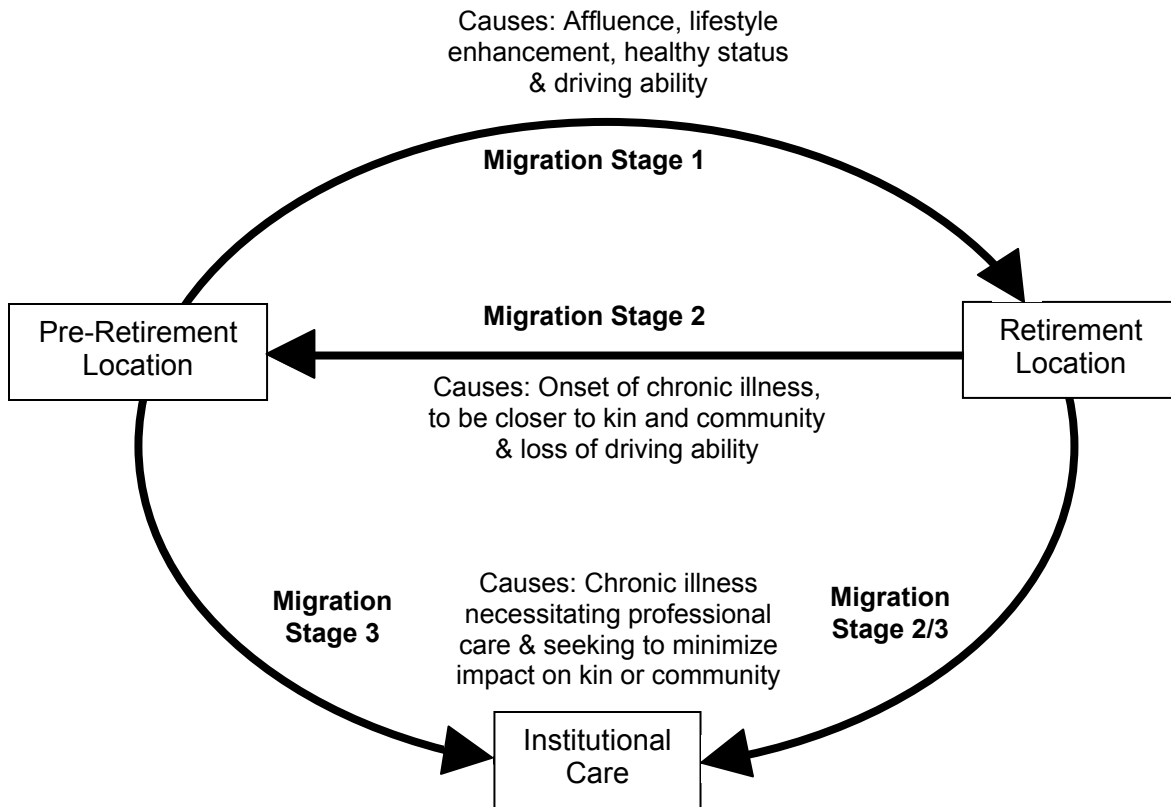 Causes: Affluence, lifestyle
enhancement, healthy status
& driving ability
Migration Stage 1
Pre-Retirement
Location
Migration Stage 2
Retirement
Location
Causes: Onset of chronic illness,
to be closer to kin and community
& loss of driving ability
Migration
Stage 3
Causes: Chronic illness
necessitating professional
care & seeking to minimize
impact on kin or community
Migration
Stage 2/3
Institutional
Care